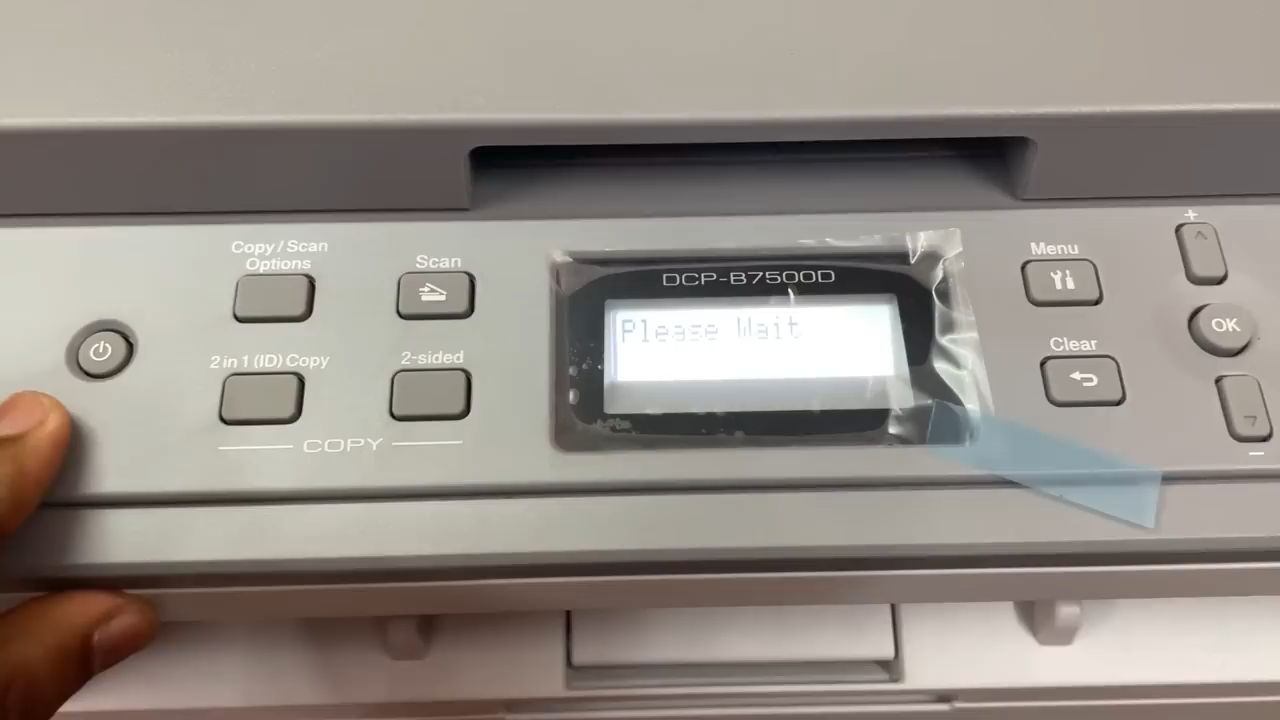 Copy/Scan
Options
Scan
2 in 1 (ID) Copy
2-sided
COPY
DCP-B7500D
Please Wait
Menu
Clear
+
OK
−